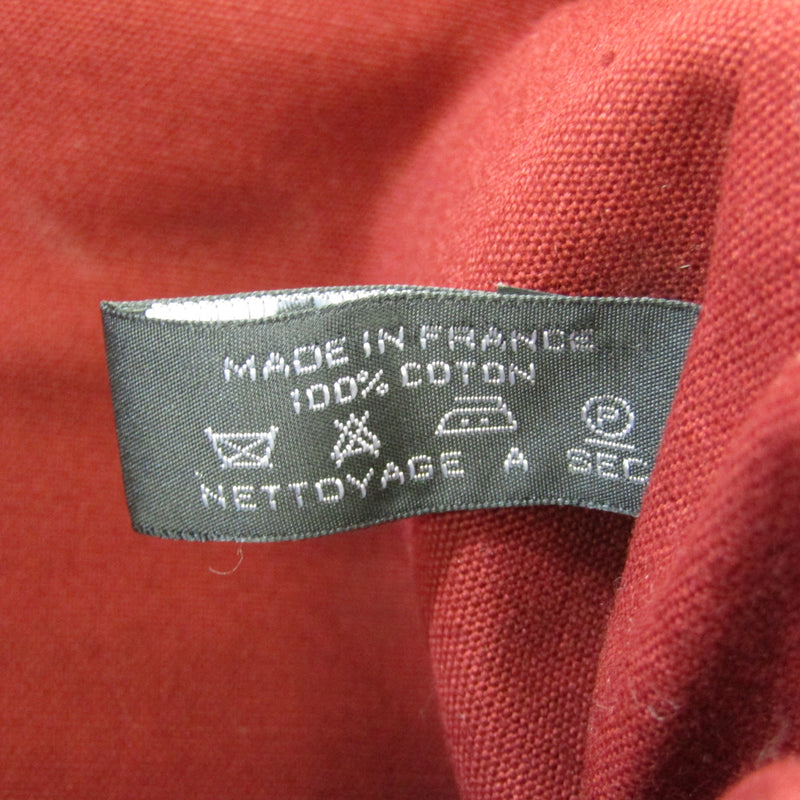 MADE IN FRANCE
100% COTON
P
NETTOYAGE A SEC